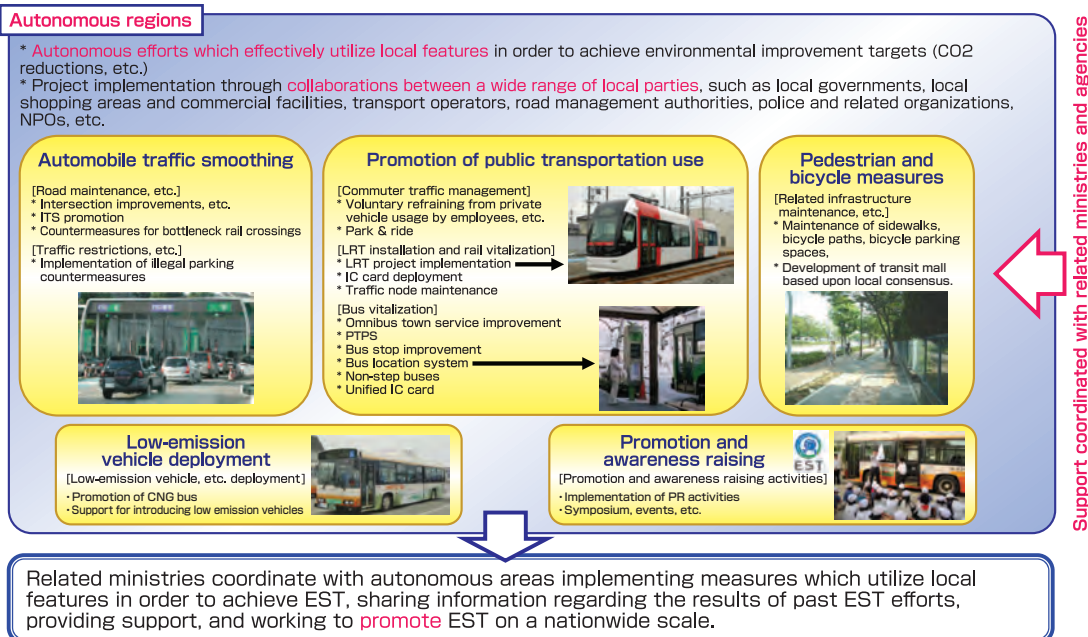 Autonomous regions
* Autonomous efforts which effectively utilize local features in order to achieve environmental improvement targets (CO2
reductions, etc.)
* Project implementation through collaborations between a wide range of local parties, such as local governments, local
shopping areas and commercial facilities, transport operators, road management authorities, police and related organizations,
NPOs, etc.
Automobile traffic smoothing
[Road maintenance, etc.]
* Intersection improvements, etc.
* ITS promotion
* Countermeasures for bottleneck rail crossings
[Traffic restrictions, etc.]
* Implementation of illegal parking
countermeasures
Promotion of public transportation use
[Commuter traffic management]
* Voluntary refraining from private
vehicle usage by employees, etc.
* Park & ride
[LRT installation and rail vitalization]
* LRT project implementation
* IC card deployment
* Traffic node maintenance
[Bus vitalization]
* Omnibus town service improvement
* PTPS
* Bus stop improvement
* Bus location system
* Non-step buses
* Unified IC card
Pedestrian and
bicycle measures
[Related infrastructure
maintenance, etc.]
* Maintenance of sidewalks,
bicycle paths, bicycle parking
spaces,
* Development of transit mall
based upon local consensus.
Low-emission
vehicle deployment
[Low-emission vehicle, etc. deployment]
・Promotion of CNG bus
・Support for introducing low emission vehicles
Promotion and
awareness raising
EST
[Promotion and awareness raising activities]
・Implementation of PR activities
・Symposium, events, etc.
Support coordinated with related ministries and agencies
Related ministries coordinate with autonomous areas implementing measures which utilize local
features in order to achieve EST, sharing information regarding the results of past EST efforts,
providing support, and working to promote EST on a nationwide scale.